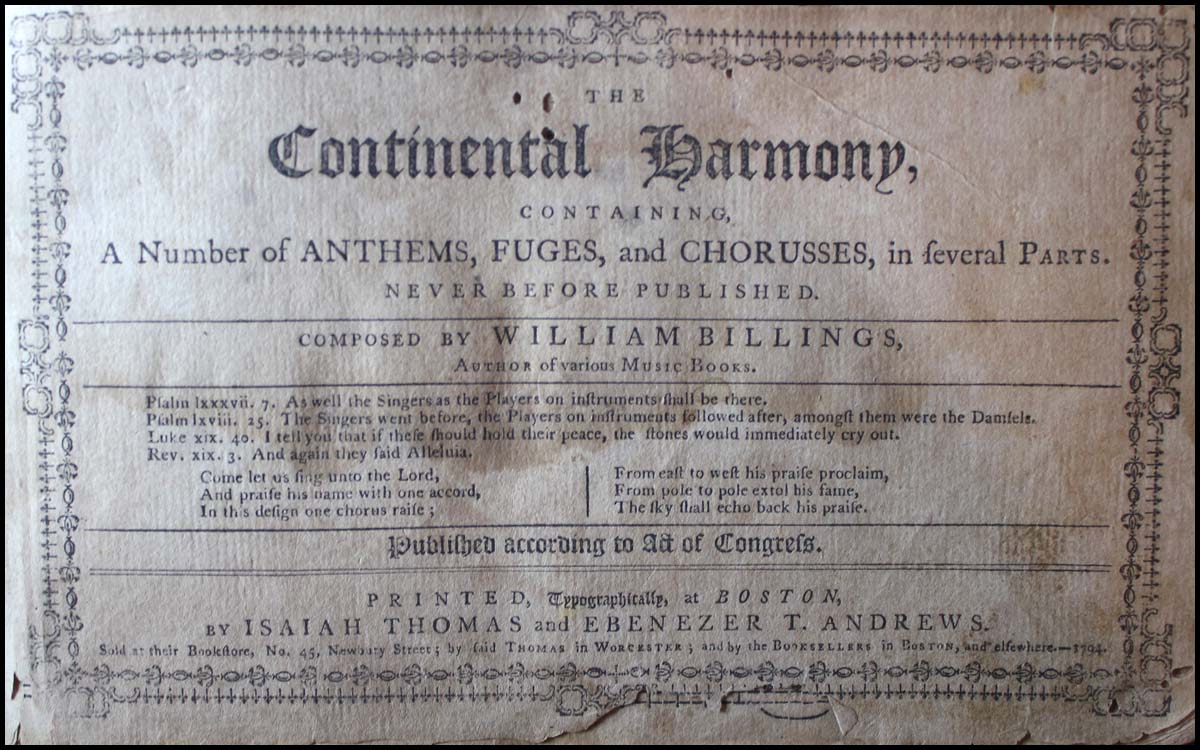 THE
Continental Harmony,
CONTAINING,
A Number of ANTHEMS, FUGES, and CHORUSSES, in ſeveral PARTS.
NEVER BEFORE PUBLISHED.
COMPOSED BY WILLIAM BILLINGS,
AUTHOR of various MUSIC BOOKS.
Pſalm lxxxvii. 7. As well the Singers as the Players on inſtruments ſhall be there.
Pſalm lxviii. 25. The Singers went before, the Players on inſtruments followed after, amongſt them were the Damſels.
Luke xix. 40. I tell you that if theſe ſhould hold their peace, the ſtones would immediately cry out.
Rev. xix. 3. And again they ſaid Alleluia.
Come let us ſing unto the Lord,
And praiſe his name with one accord,
In this deſign one chorus raiſe ;
From eaſt to weſt his praiſe proclaim,
From pole to pole extol his fame,
The ſky ſhall echo back his praiſe.
Publiſhed according to Act of Congreſs.
PRINTED, Typographically, at BOSTON,
BY ISAIAH THOMAS and EBENEZER T. ANDREWS.
Sold at their Bookſtore, No. 45, Newbury Street ; by ſaid THOMAS in WORCESTER ; and by the BOOKSELLERS in BOSTON, and elſewhere.—1794.